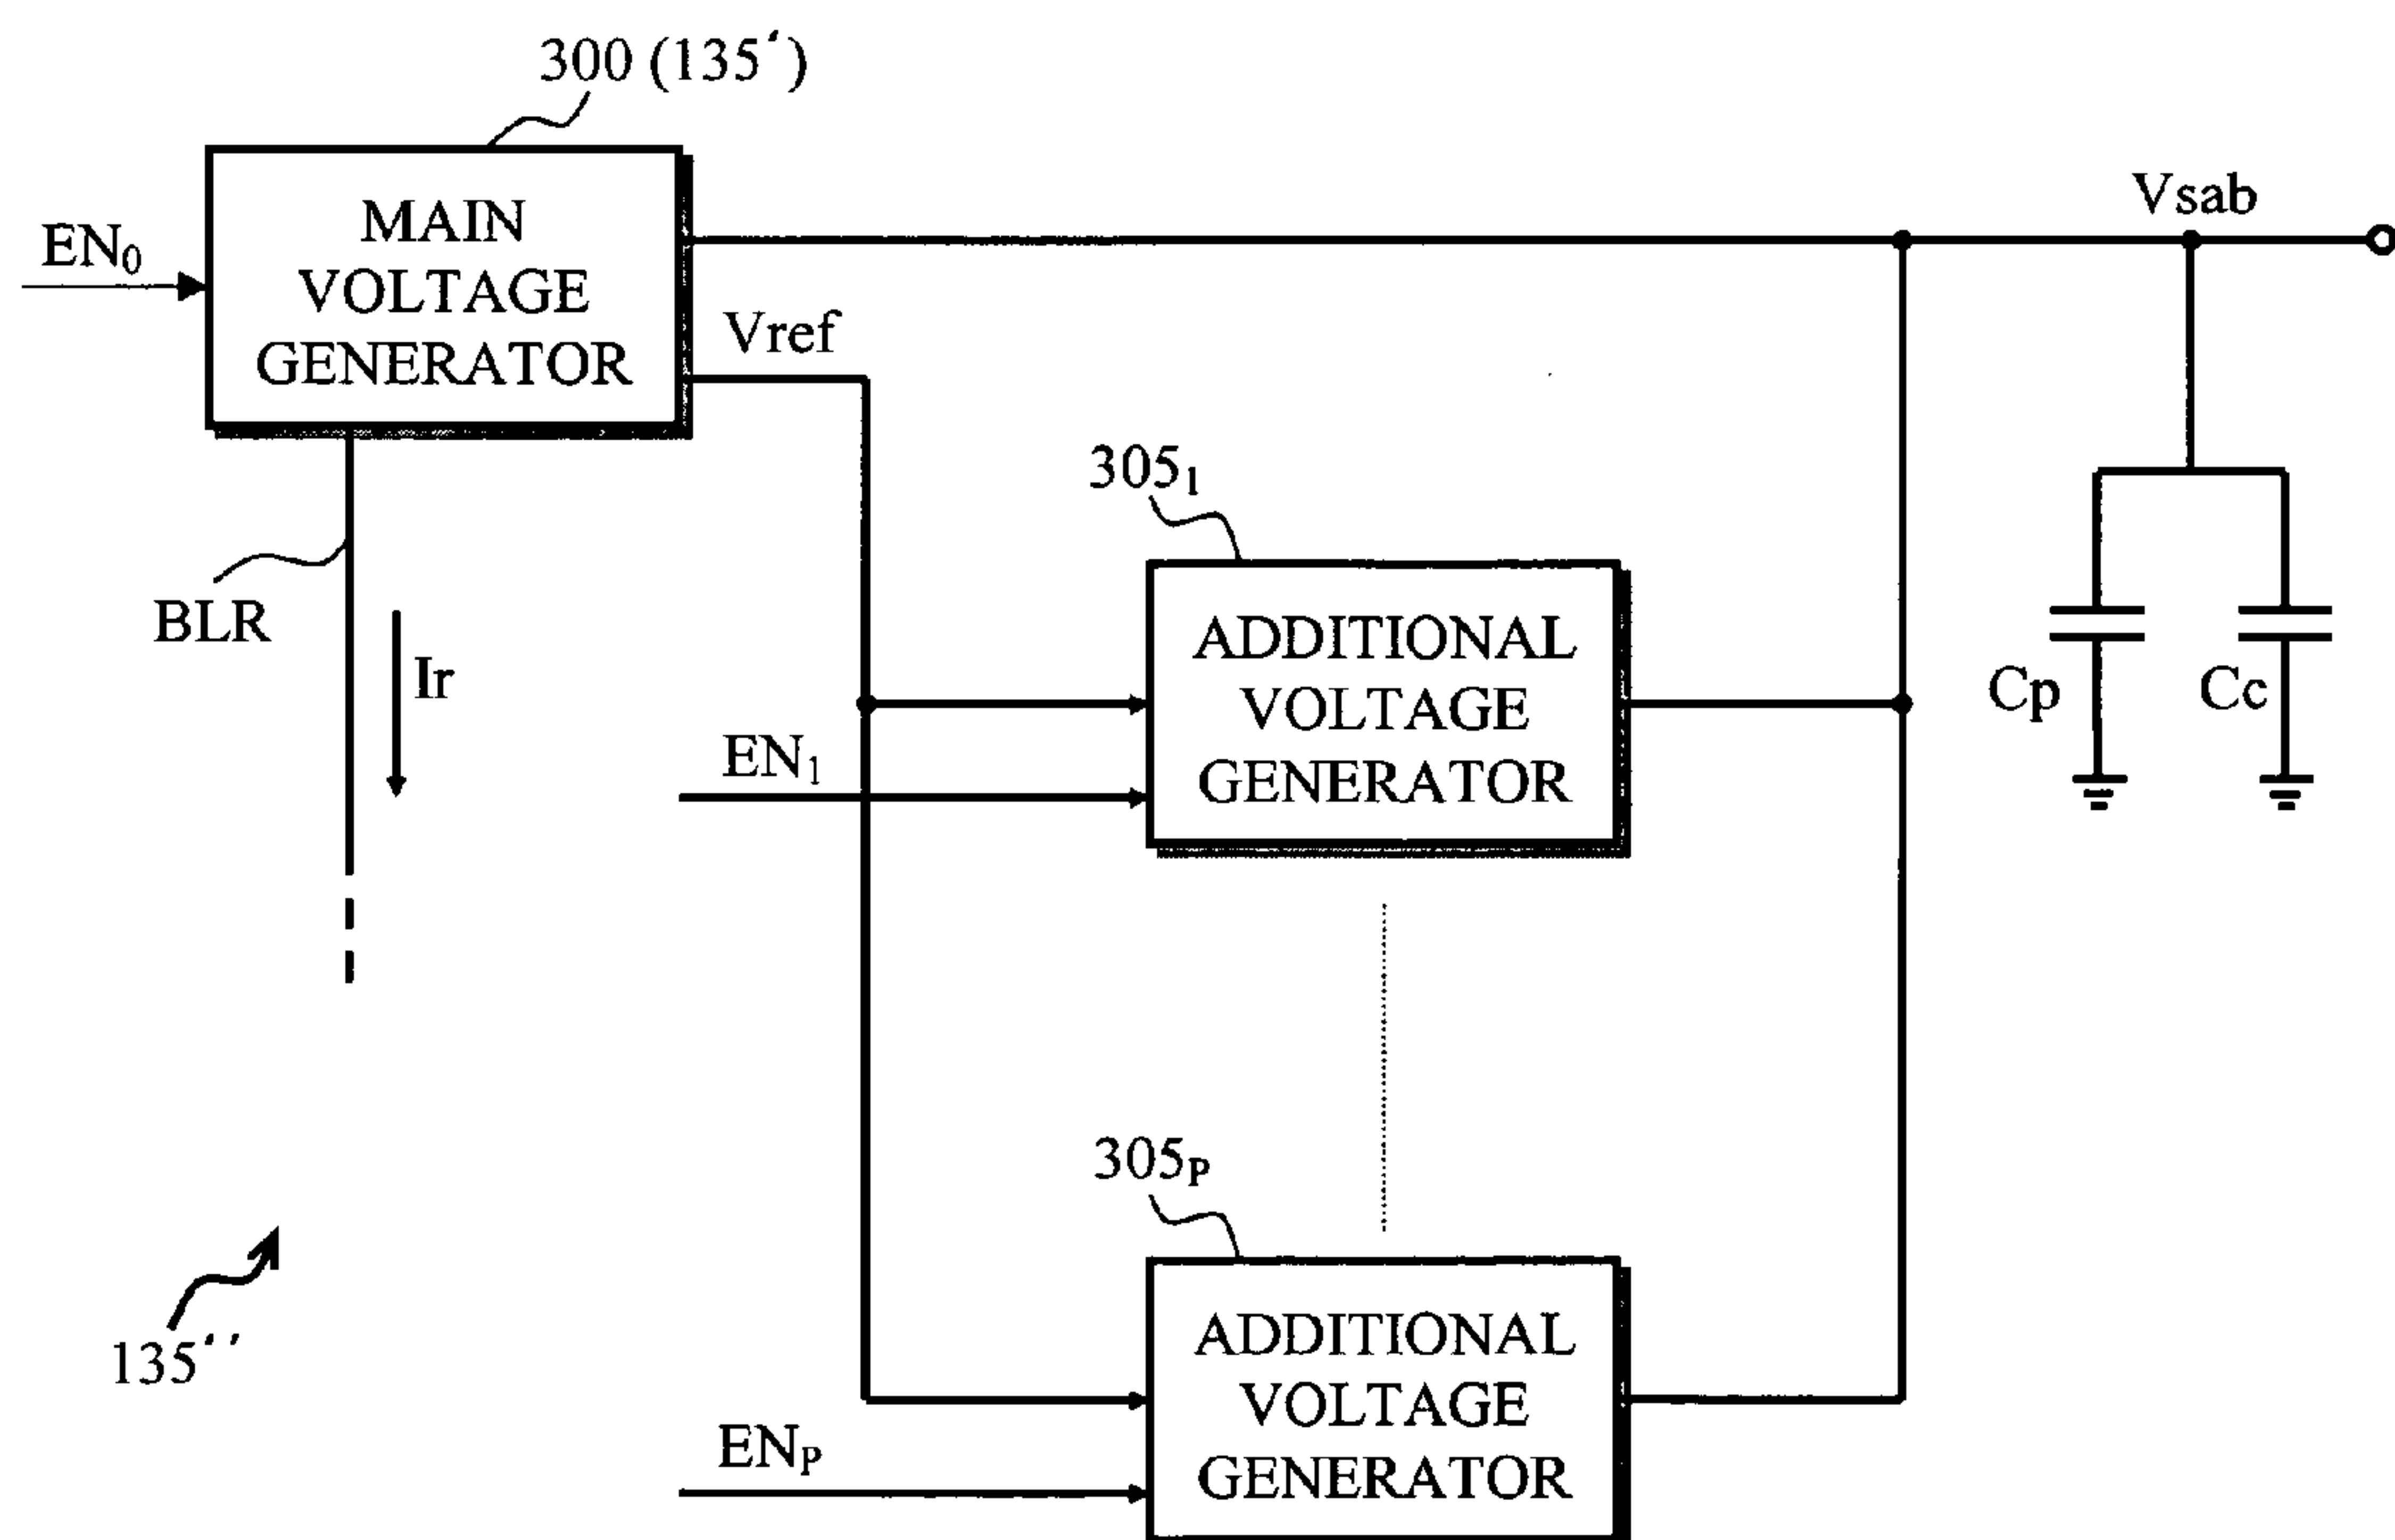 300 (135′)
MAIN
VOLTAGE
GENERATOR
EN₀
Vsab
Vref
305₁
BLR
Ir
ADDITIONAL
VOLTAGE
GENERATOR
EN₁
Cp
Cc
305ₚ
135′′
ADDITIONAL
VOLTAGE
GENERATOR
ENₚ